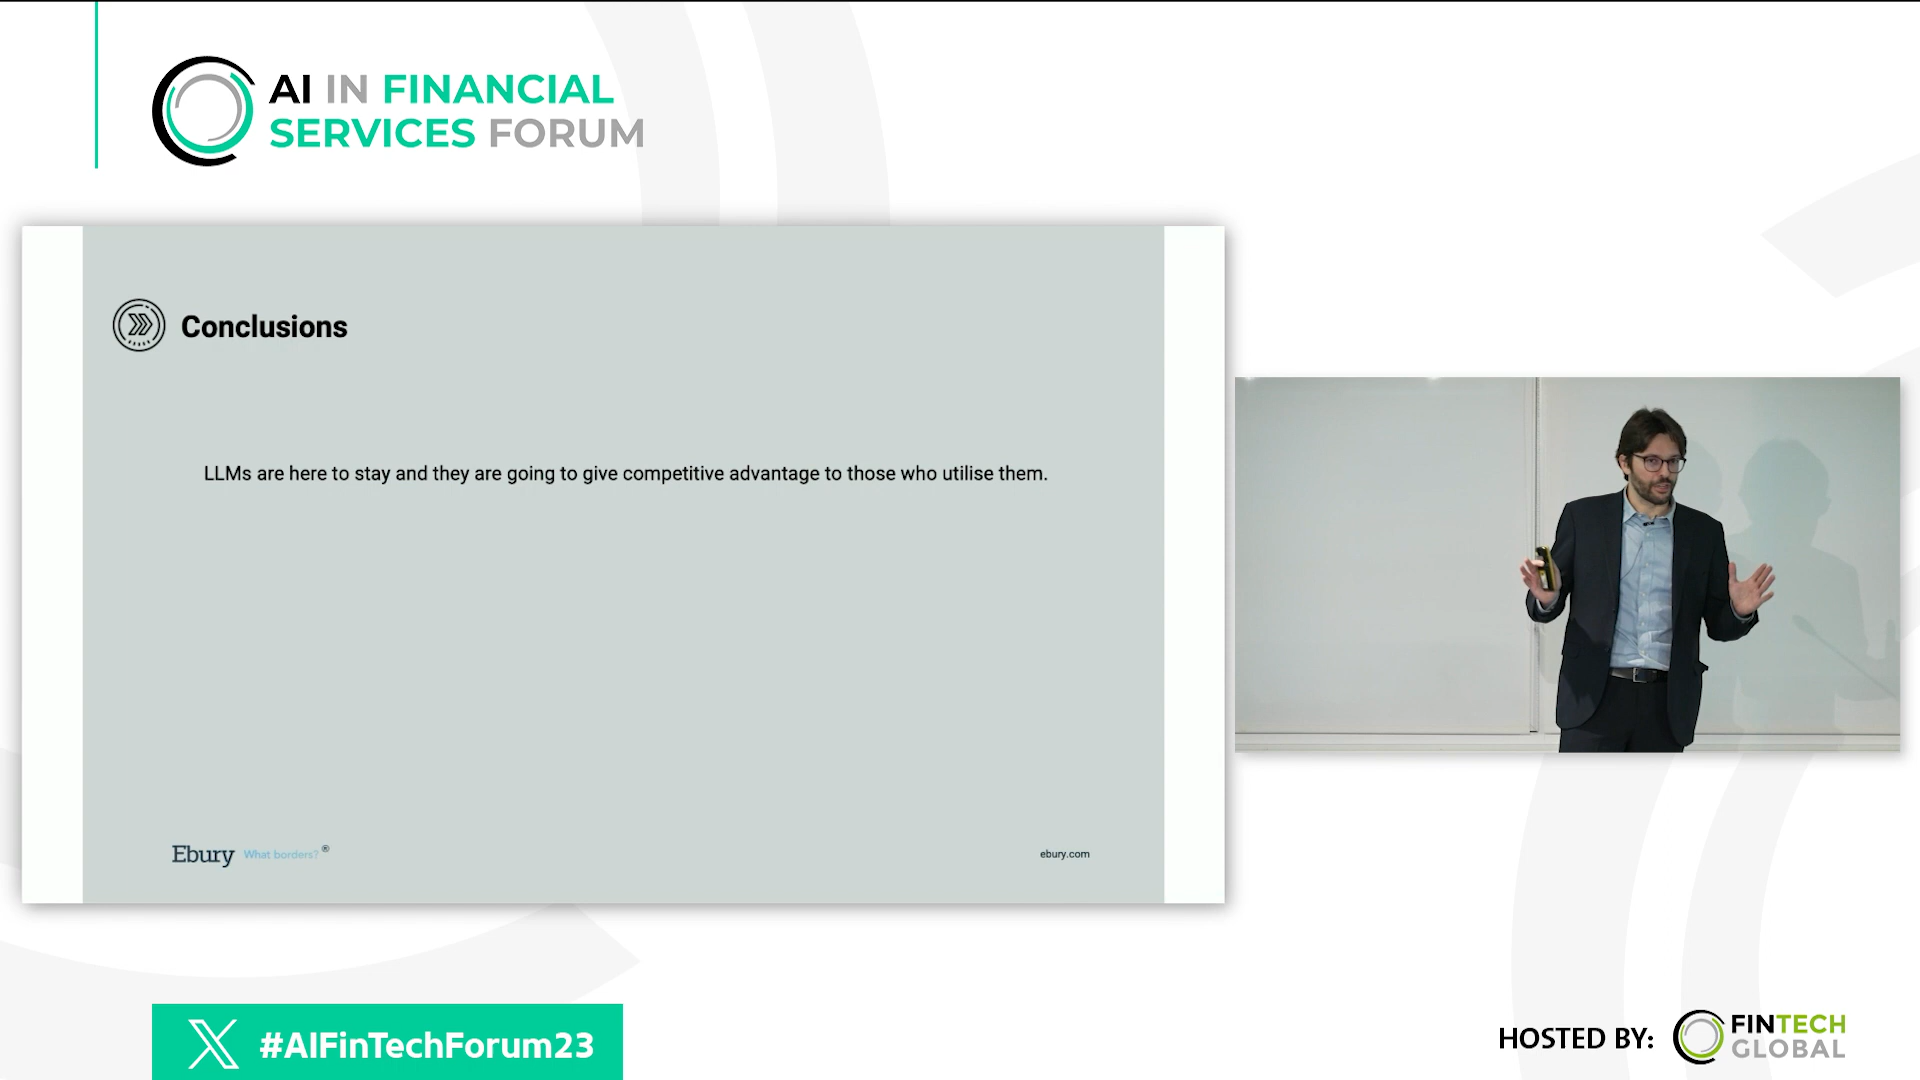 AI IN FINANCIAL
SERVICES FORUM
Conclusions
LLMs are here to stay and they are going to give competitive advantage to those who utilise them.
Ebury What borders?®
ebury.com
#AIFinTechForum23
HOSTED BY:
FINTECH
GLOBAL